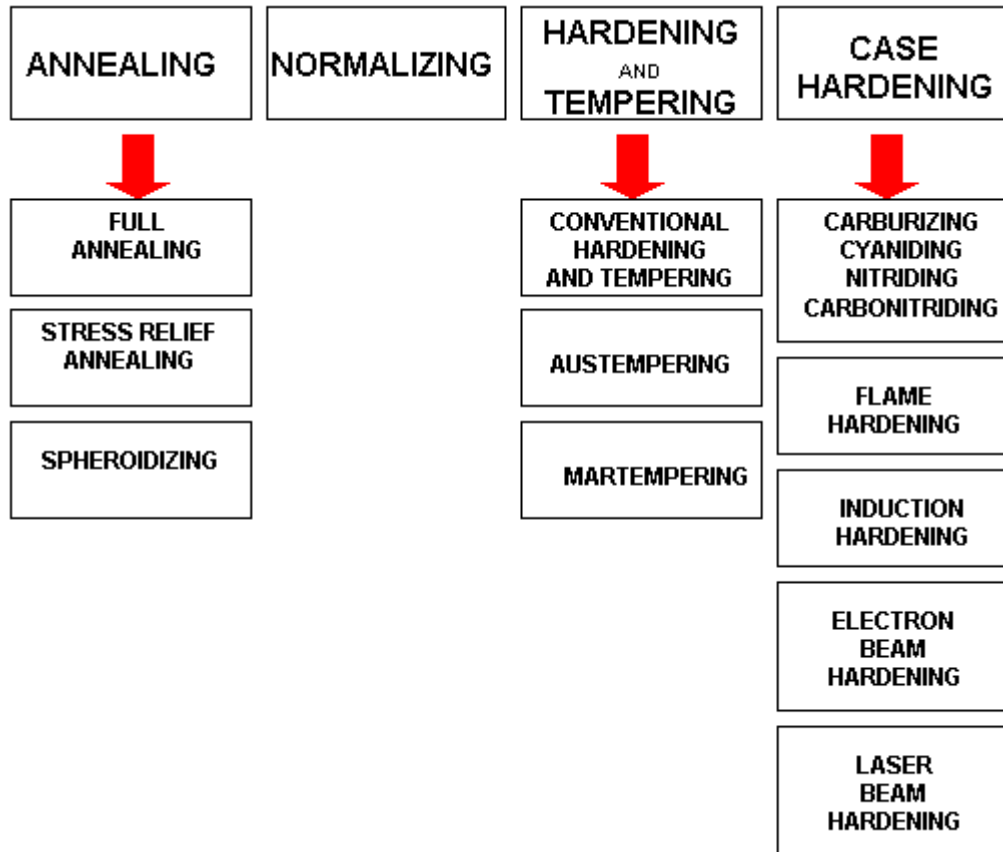 ANNEALING
NORMALIZING
HARDENING
AND
TEMPERING
CASE
HARDENING
FULL
ANNEALING
STRESS RELIEF
ANNEALING
SPHEROIDIZING
CONVENTIONAL
HARDENING
AND TEMPERING
AUSTEMPERING
MARTEMPERING
CARBURIZING
CYANIDING
NITRIDING
CARBONITRIDING
FLAME
HARDENING
INDUCTION
HARDENING
ELECTRON
BEAM
HARDENING
LASER
BEAM
HARDENING